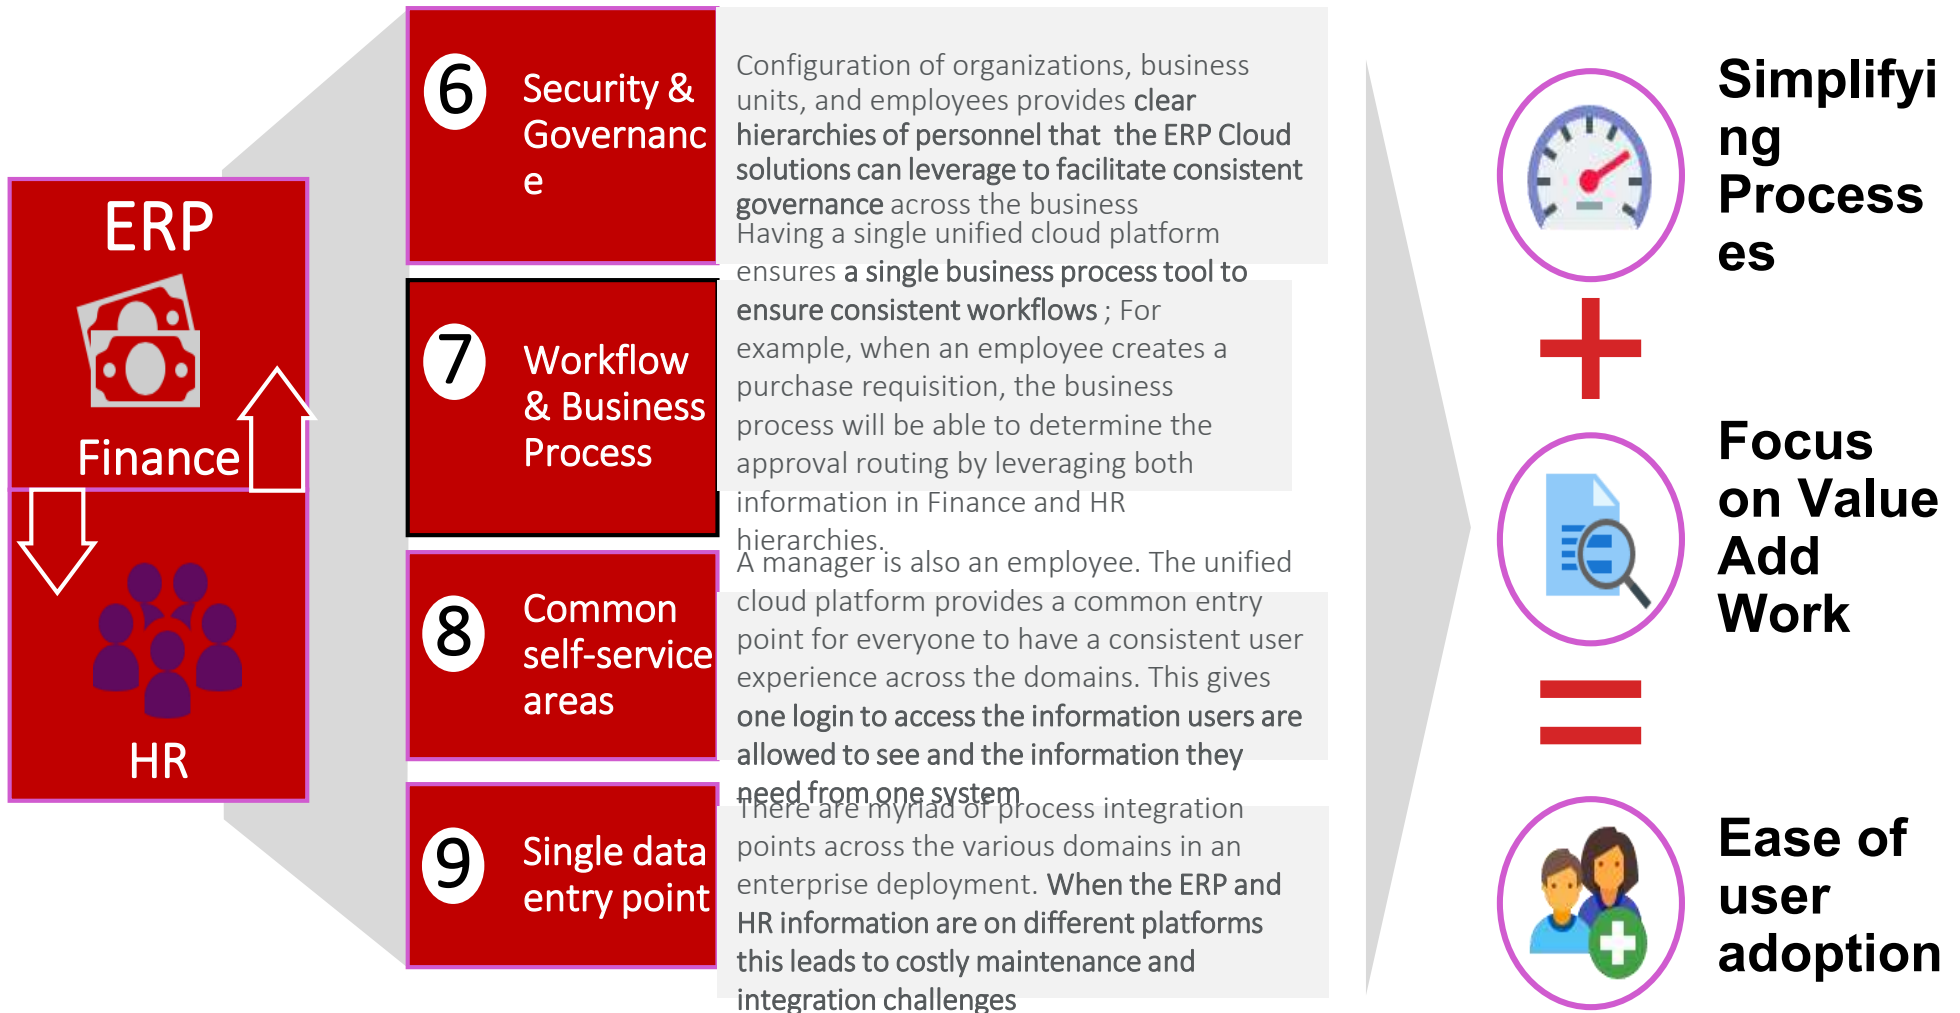 ERP
Finance
HR
6
Security &
Governanc
e
Configuration of organizations, business
units, and employees provides clear
hierarchies of personnel that the ERP Cloud
solutions can leverage to facilitate consistent
governance across the business
7
Workflow
& Business
Process
Having a single unified cloud platform
ensures a single business process tool to
ensure consistent workflows ; For
example, when an employee creates a
purchase requisition, the business
process will be able to determine the
approval routing by leveraging both
information in Finance and HR
hierarchies.
8
Common
self-service
areas
A manager is also an employee. The unified
cloud platform provides a common entry
point for everyone to have a consistent user
experience across the domains. This gives
one login to access the information users are
allowed to see and the information they
need from one system
9
Single data
entry point
There are myriad of process integration
points across the various domains in an
enterprise deployment. When the ERP and
HR information are on different platforms
this leads to costly maintenance and
integration challenges
Simplifyi
ng
Process
es
Focus
on Value
Add
Work
Ease of
user
adoption